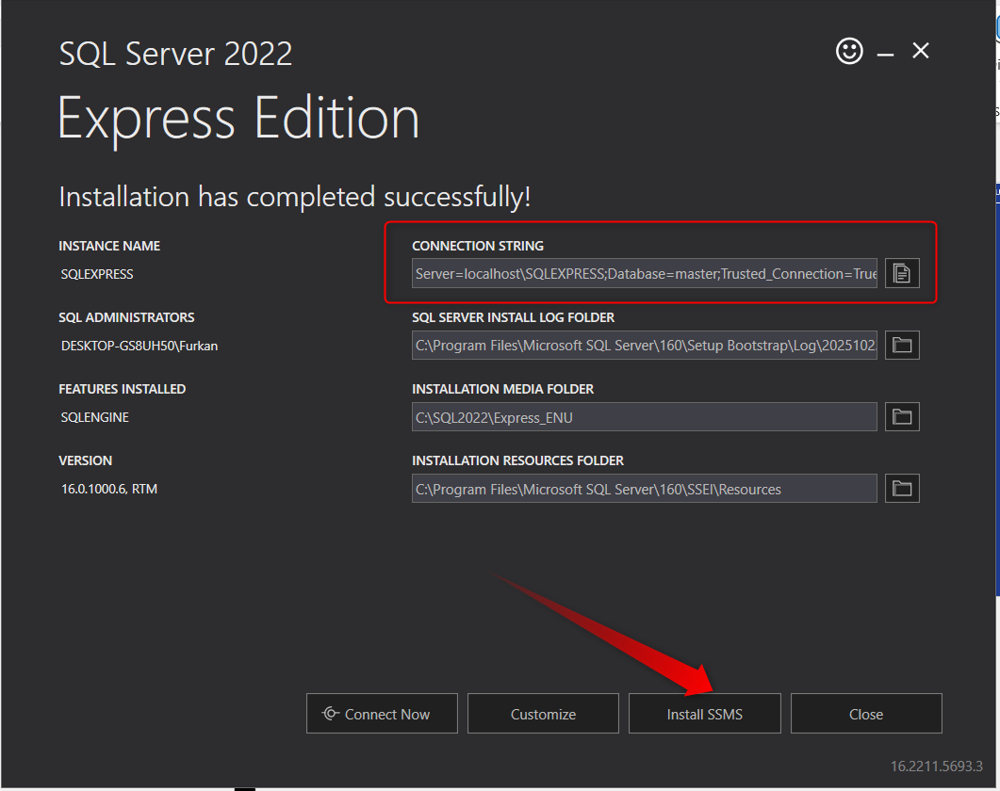 SQL Server 2022
Express Edition
Installation has completed successfully!
INSTANCE NAME
SQLEXPRESS
CONNECTION STRING
Server=localhost\SQLEXPRESS;Database=master;Trusted_Connection=True
SQL ADMINISTRATORS
DESKTOP-GS8UH50\Furkan
SQL SERVER INSTALL LOG FOLDER
C:\Program Files\Microsoft SQL Server\160\Setup Bootstrap\Log\2025102
FEATURES INSTALLED
SQLENGINE
INSTALLATION MEDIA FOLDER
C:\SQL2022\Express_ENU
VERSION
16.0.1000.6, RTM
INSTALLATION RESOURCES FOLDER
C:\Program Files\Microsoft SQL Server\160\SSEI\Resources
Connect Now
Customize
Install SSMS
Close
16.2211.5693.3